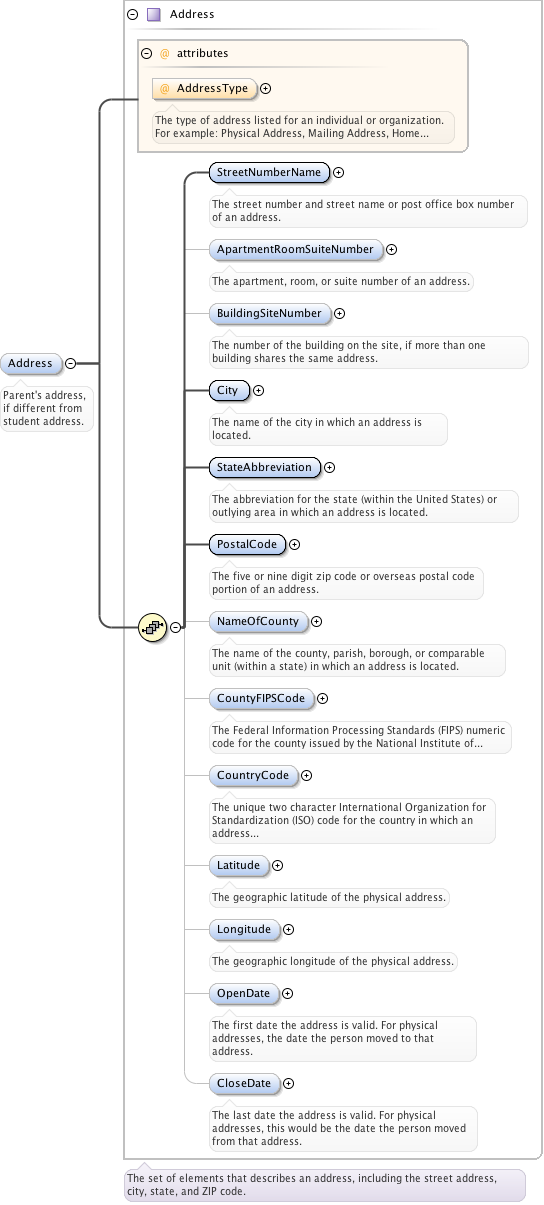 Address
attributes
@ AddressType
The type of address listed for an individual or organization.
For example: Physical Address, Mailing Address, Home...
StreetNumberName
The street number and street name or post office box number
of an address.
ApartmentRoomSuiteNumber
The apartment, room, or suite number of an address.
BuildingSiteNumber
The number of the building on the site, if more than one
building shares the same address.
Address
Parent's address,
if different from
student address.
City
The name of the city in which an address is
located.
StateAbbreviation
The abbreviation for the state (within the United States) or
outlying area in which an address is located.
PostalCode
The five or nine digit zip code or overseas postal code
portion of an address.
NameOfCounty
The name of the county, parish, borough, or comparable
unit (within a state) in which an address is located.
CountyFIPSCode
The Federal Information Processing Standards (FIPS) numeric
code for the county issued by the National Institute of...
CountryCode
The unique two character International Organization for
Standardization (ISO) code for the country in which an
address...
Latitude
The geographic latitude of the physical address.
Longitude
The geographic longitude of the physical address.
OpenDate
The first date the address is valid. For physical
addresses, the date the person moved to that
address.
CloseDate
The last date the address is valid. For physical
addresses, this would be the date the person moved
from that address.
The set of elements that describes an address, including the street address,
city, state, and ZIP code.